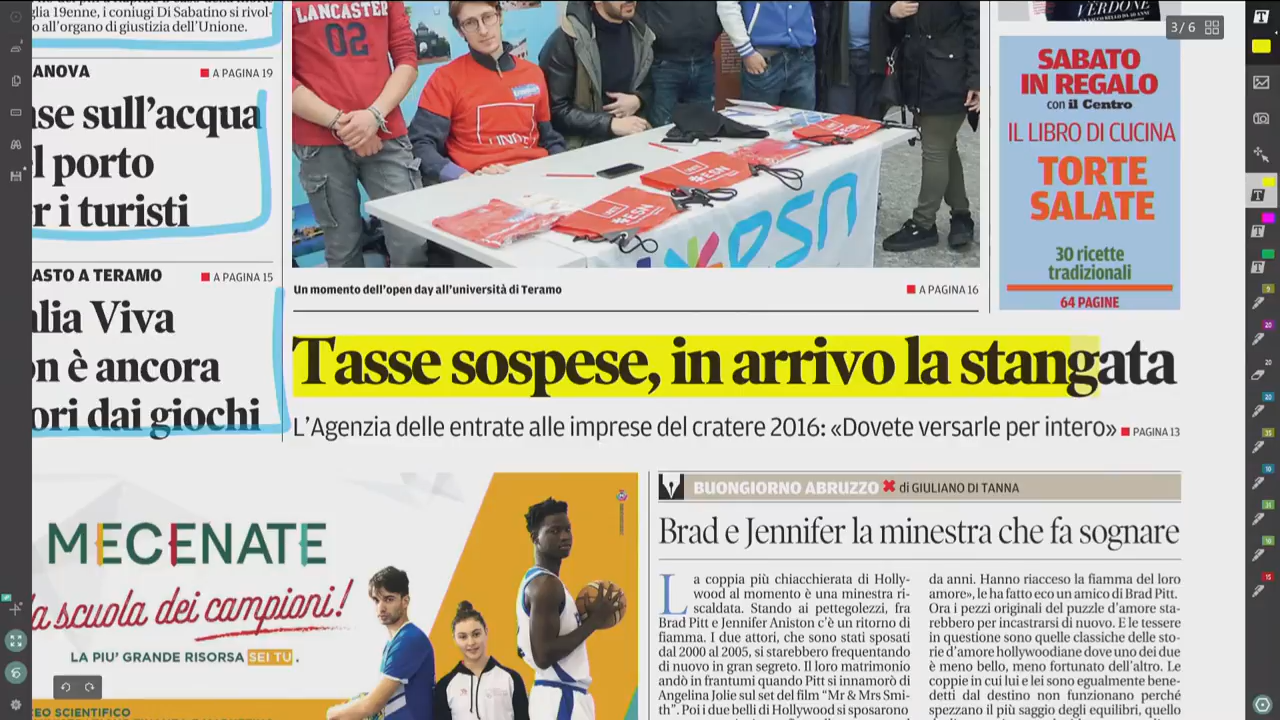 glia 19enne, i coniugi Di Sabatino si rivol-
o all'organo di giustizia dell'Unione.
ANOVA
A PAGINA 19
ase sull'acqua
el porto
er i turisti
ASTO A TERAMO
A PAGINA 15
alia Viva
on è ancora
ori dai giochi
LANCASTER
02
#ESN
#ESN
ESN
esn
Un momento dell'open day all'università di Teramo
A PAGINA 16
VERDONE
3 / 6
SABATO
IN REGALO
con il Centro
IL LIBRO DI CUCINA
TORTE
SALATE
30 ricette
tradizionali
64 PAGINE
Tasse sospese, in arrivo la stangata
L'Agenzia delle entrate alle imprese del cratere 2016: «Dovete versarle per intero»
PAGINA 13
MECENATE
la scuola dei campioni!
LA PIU' GRANDE RISORSA SEI TU.
CEO SCIENTIFICO
BUONGIORNO ABRUZZO ✖ di GIULIANO DI TANNA
Brad e Jennifer la minestra che fa sognare
La coppia più chiacchierata di Holly-
wood al momento è una minestra ri-
scaldata. Stando ai pettegolezzi, fra
Brad Pitt e Jennifer Aniston c'è un ritorno di
fiamma. I due attori, che sono stati sposati
dal 2000 al 2005, si starebbero frequentando
di nuovo in gran segreto. Il loro matrimonio
andò in frantumi quando Pitt si innamorò di
Angelina Jolie sul set del film "Mr & Mrs Smi-
th". Poi i due belli di Hollywood si sposarono
da anni. Hanno riacceso la fiamma del loro
amore», le ha fatto eco un amico di Brad Pitt.
Ora i pezzi originali del puzzle d'amore sta-
rebbero per incastrarsi di nuovo. E le tessere
in questione sono quelle classiche delle sto-
rie d'amore hollywoodiane dove uno dei due
è meno bello, meno fortunato dell'altro. Le
coppie in cui lui e lei sono egualmente bene-
detti dal destino non funzionano perché
spezzano il più saggio degli equilibri, quello